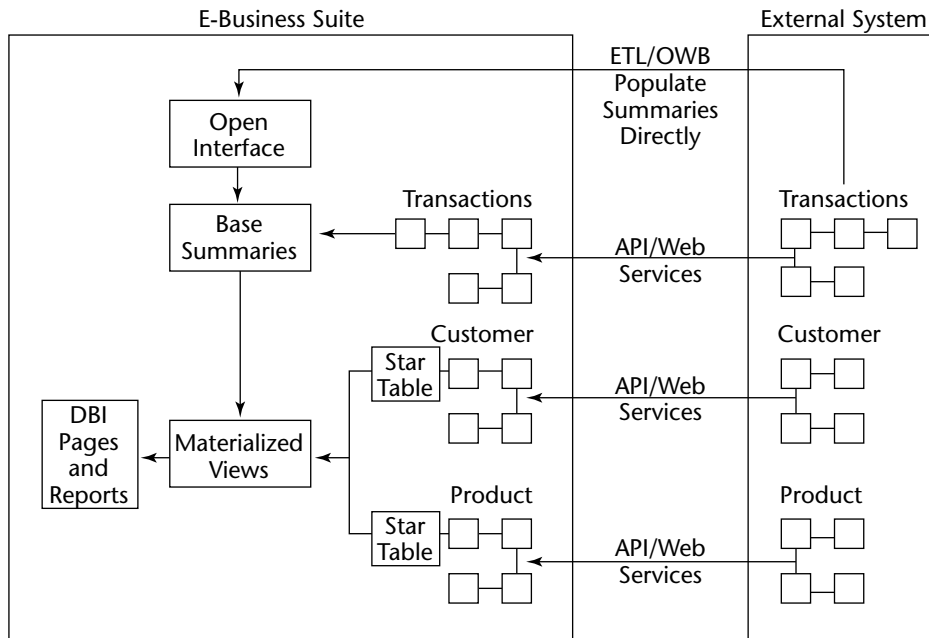 E-Business Suite
External System
ETL/OWB
Populate
Summaries
Directly
Open
Interface
Transactions
Transactions
Base
Summaries
API/Web
Services
Customer
Customer
Star
Table
API/Web
Services
DBI
Pages
and
Reports
Materialized
Views
Product
Product
Star
Table
API/Web
Services